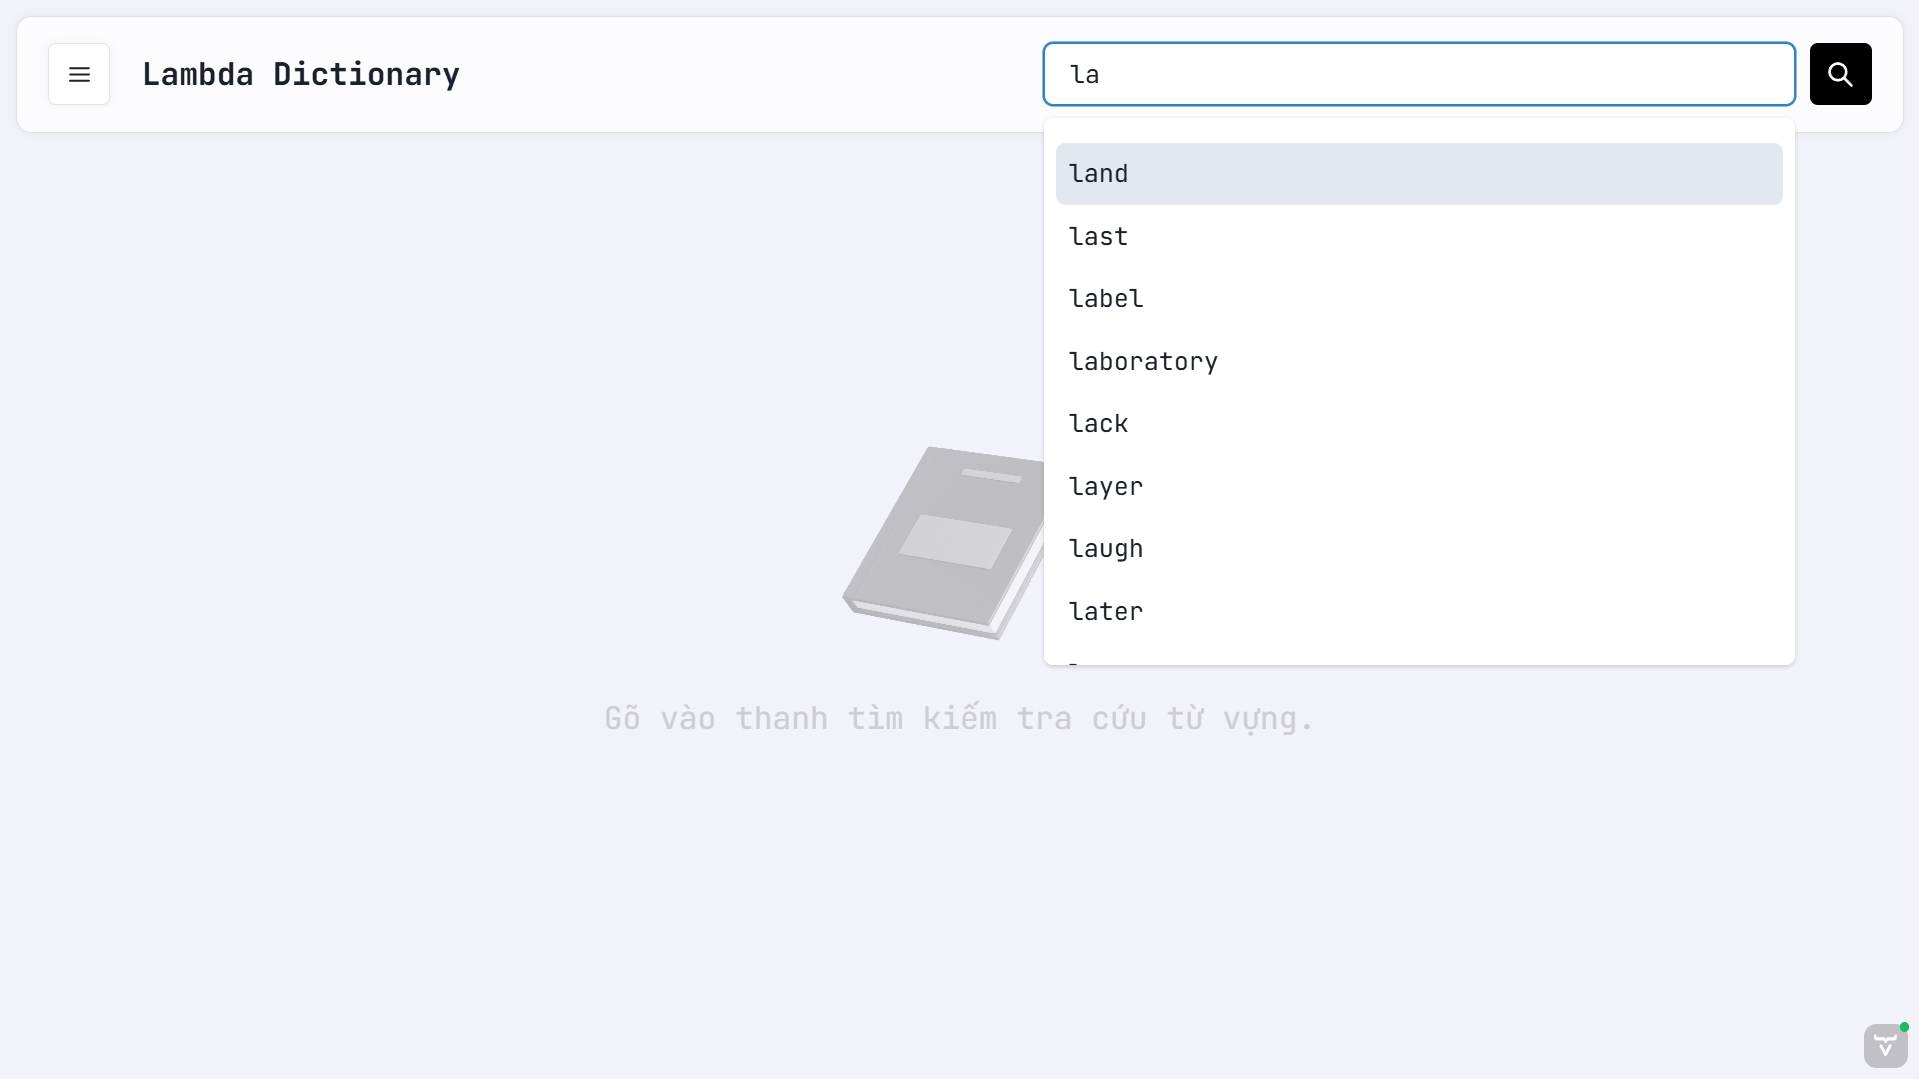 Lambda Dictionary
la
land
last
label
laboratory
lack
layer
laugh
later
Gõ vào thanh tìm kiếm tra cứu từ vựng.